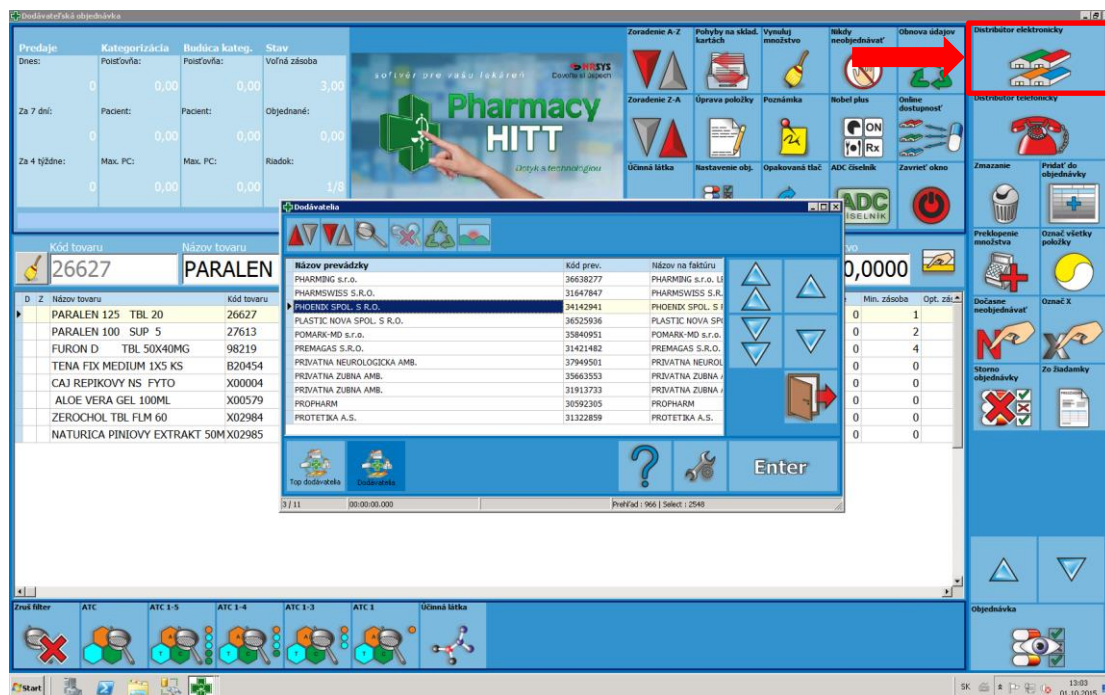 Dodávateľská objednávka
Predaje Kategorizácia Budúca kateg. Stav
Dnes: Poisťovňa: Poisťovňa: Voľná zásoba
0 0,00 0,00 3,00
Za 7 dní: Pacient: Pacient: Objednané:
0 0,00 0,00 0,00
Za 4 týždne: Max. PC: Max. PC: Riadok:
0 0,00 0,00 1/8
softvér pre vašu lekáreň
NRSYS
Pharmacy
HITT
Dotyk s technológiou
Zoradenie A-Z
Pohyby na sklad. kartách
Vynuluj množstvo
Nikdy neobjednávať
Obnova údajov
Zoradenie Z-A
Úprava položky
Poznámka
Nobel plus
ON
Rx
Online dostupnosť
Účinná látka
Nastavenie obj.
Opakovaná tlač
ADC číselník
ADC
ČÍSELNÍK
Zavrieť okno
Distribútor elektronicky
Distribútor telefonicky
Zmazanie
Pridať do objednávky
Preklopenie množstva
Označ všetky položky
Dočasne neobjednávať
Označ X
Storno objednávky
Zo žiadamky
Objednávka
Kód tovaru Názov tovaru
26627 PARALEN 0,0000
D Z Názov tovaru Kód tovaru Min. zásoba
PARALEN 125 TBL 20 26627 0 1
PARALEN 100 SUP 5 27613 0 2
FURON D TBL 50X40MG 98219 0 4
TENA FIX MEDIUM 1X5 KS B20454 0 0
CAJ REPIKOVY NS FYTO X00004 0 0
ALOE VERA GEL 100ML X00579 0 0
ZEROCHOL TBL FLM 60 X02984 0 0
NATURICA PINIOVY EXTRAKT 50M X02985 0 0
Dodávatelia
Názov prevádzky Kód prev. Názov na faktúru
PHARMING s.r.o. 36638277 PHARMING s.r.o.
PHARMSWISS S.R.O. 31647847 PHARMSWISS S.R.
PHOENIX SPOL. S R.O. 34142941 PHOENIX SPOL. S
PLASTIC NOVA SPOL. S R.O. 36525936 PLASTIC NOVA
POMARK-MD s.r.o. 35840951 POMARK-MD s.r.o.
PREMAGAS S.R.O. 31421482 PREMAGAS S.R.O.
PRIVATNA NEUROLOGICKA AMB. 37949501 PRIVATNA NEUROL
PRIVATNA ZUBNA AMB. 35663553 PRIVATNA ZUBNA
PRIVATNA ZUBNA AMB. 31913733 PRIVATNA ZUBNA
PROPHARM 30592305 PROPHARM
PROTETIKA A.S. 31322859 PROTETIKA A.S.
Top dodávatelia Dodávatelia
Enter
3 / 11 00:00:00.000 Prehľad : 966 | Select : 2548
Zruš filter ATC ATC 1-5 ATC 1-4 ATC 1-3 ATC 1 Účinná látka
Start
SK
13:03
01.10.2015